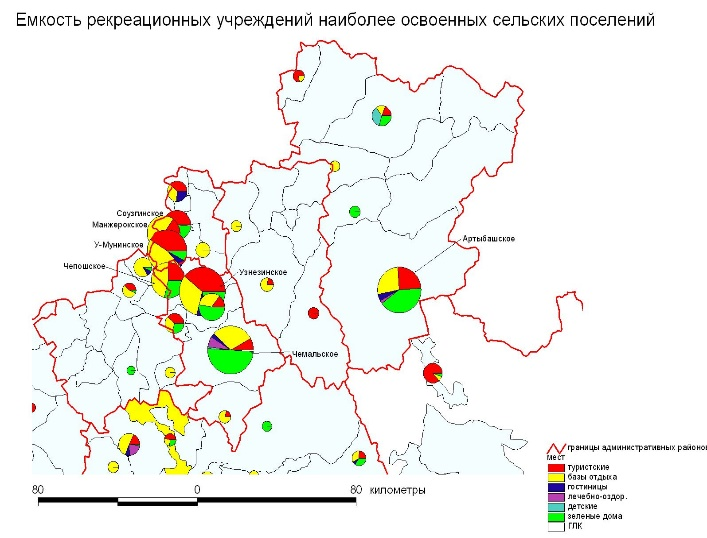 Емкость рекреационных учреждений наиболее освоенных сельских поселений
Соузгинское
Манжерокское
У-Мунинское
Чепошское
Узнезинское
Артыбашское
Чемальское
границы административных районов
мест
туристские
базы отдыха
гостиницы
лечебно-оздор.
детские
зеленые дома
ГЛК
80 0 80 километры